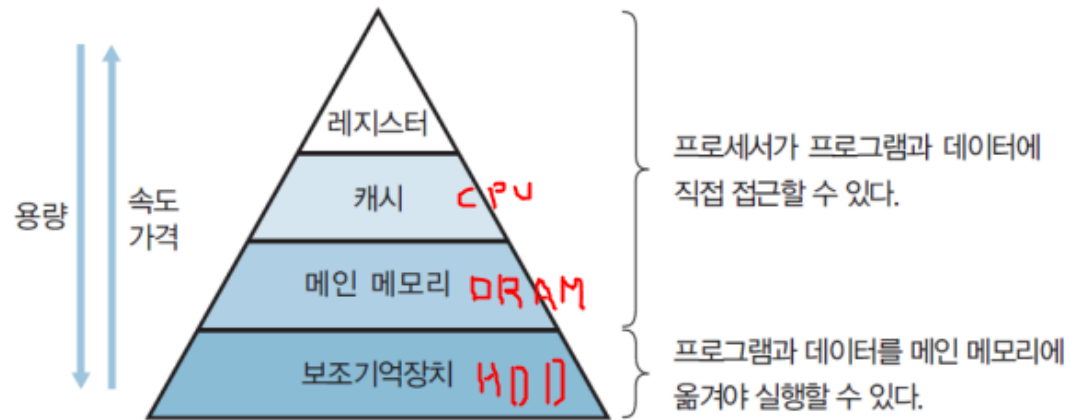 레지스터
캐시 CPU
메인 메모리 DRAM
보조기억장치 HDD
용량
속도
가격
프로세서가 프로그램과 데이터에
직접 접근할 수 있다.
프로그램과 데이터를 메인 메모리에
옮겨야 실행할 수 있다.